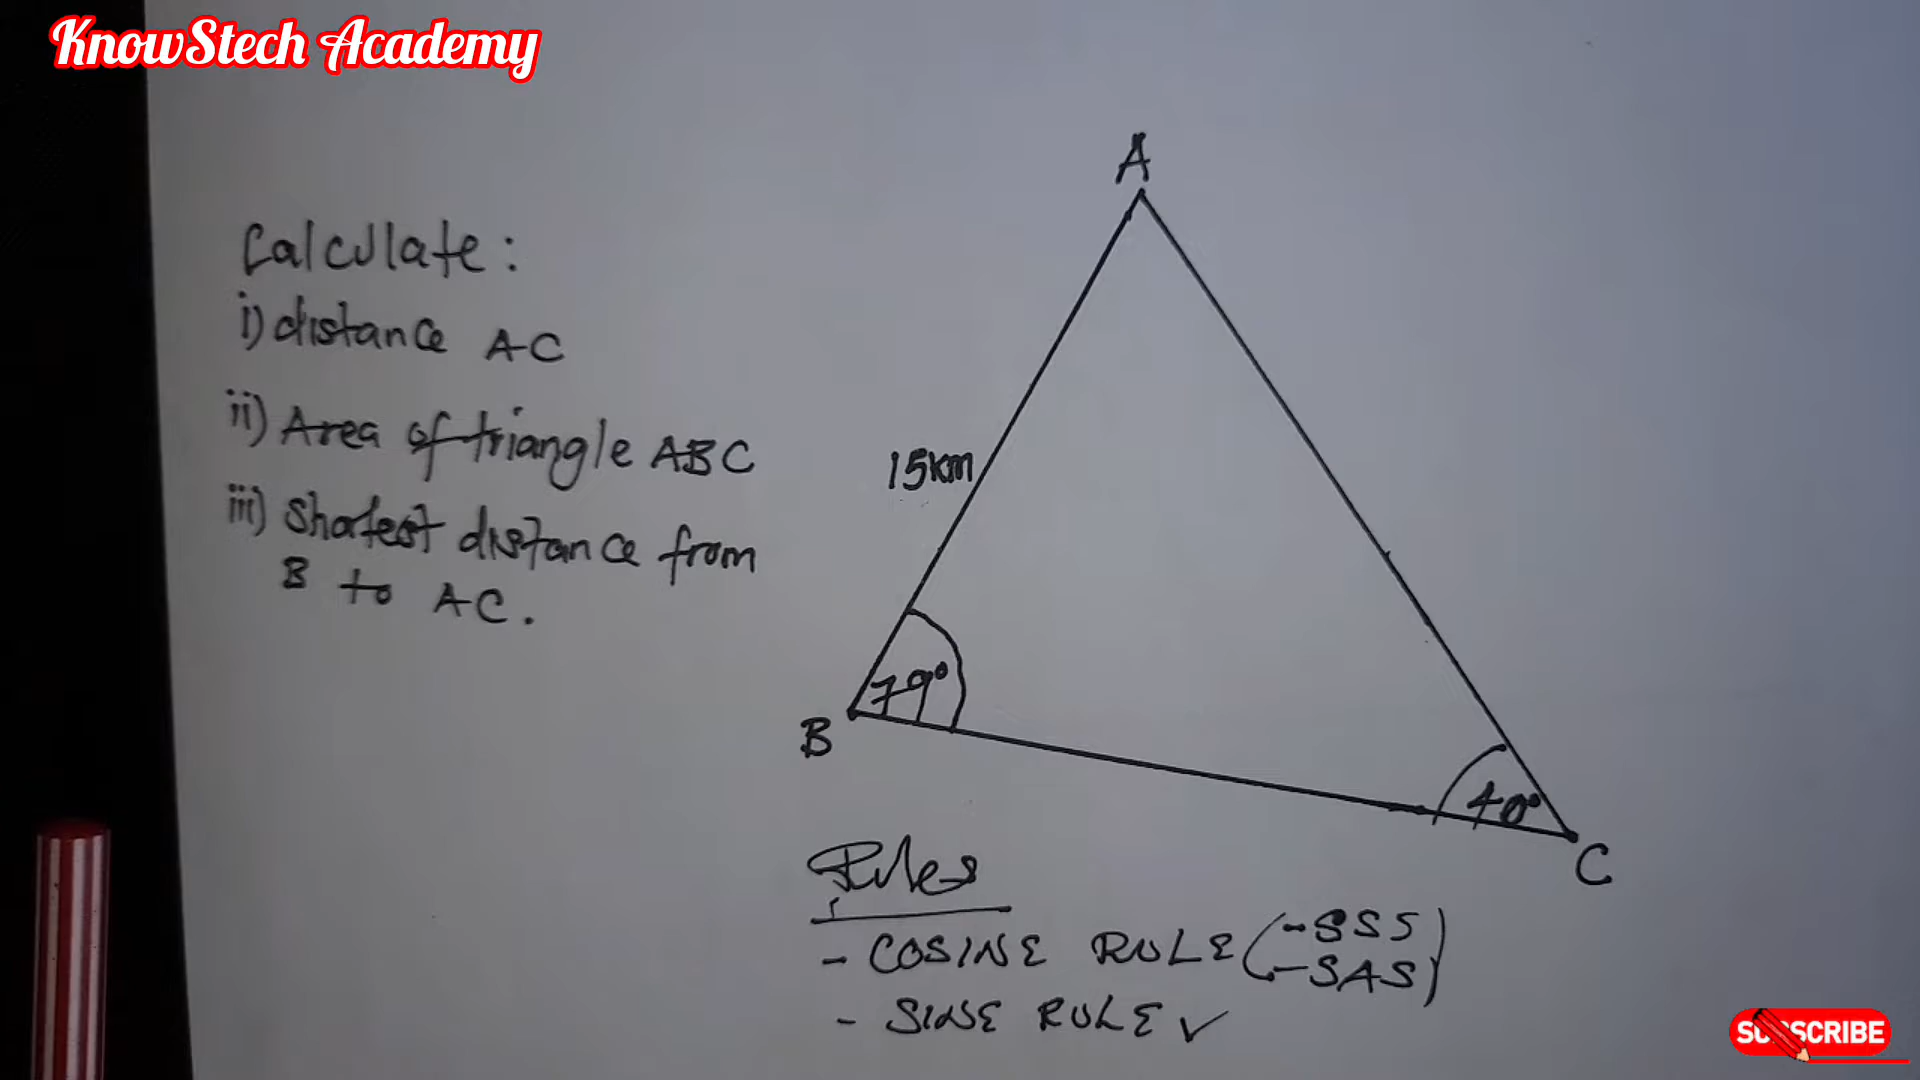 KnowStech Academy
Calculate:
i) distance AC
ii) Area of triangle ABC
iii) Shortest distance from
B to AC.
A
15km
79°
B
40°
C
Rules
- COSINE RULE (-SSS
-SAS)
- SINE RULE ✓
SUBSCRIBE